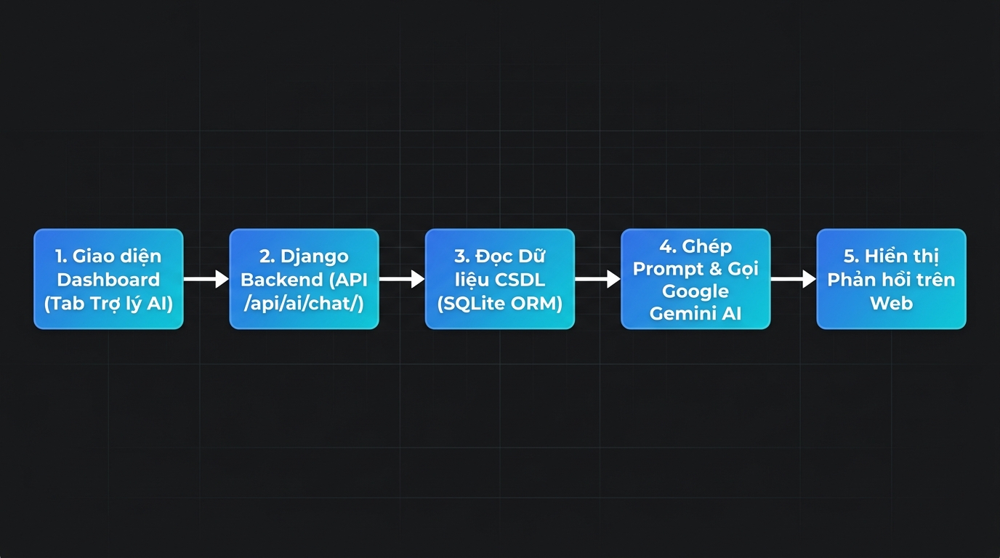 1. Giao diện
Dashboard
(Tab Trợ lý AI)
2. Django
Backend (API
/api/ai/chat/)
3. Đọc Dữ
liệu CSDL
(SQLite ORM)
4. Ghép
Prompt & Gọi
Google
Gemini AI
5. Hiển thị
Phản hồi trên
Web